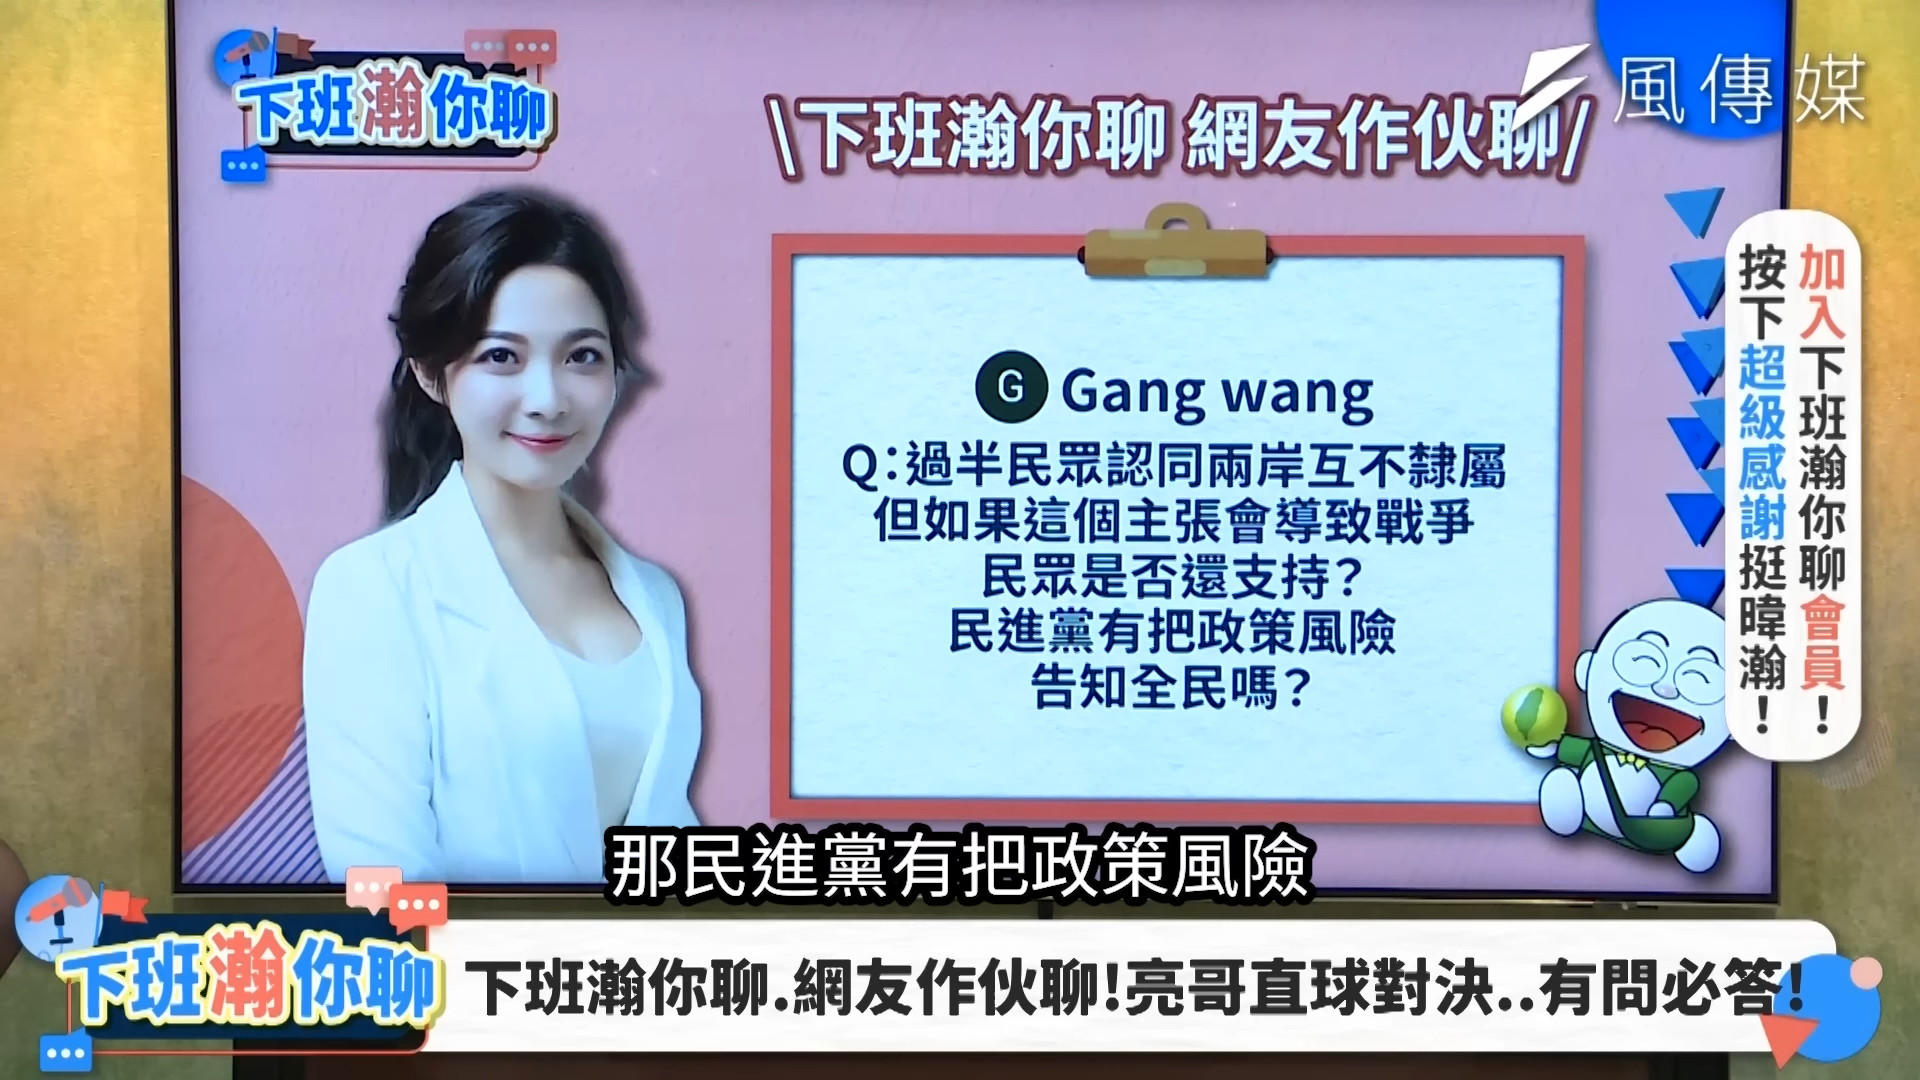 下班瀚你聊
\下班瀚你聊 網友作伙聊/
風傳媒
加入下班瀚你聊會員!
按下超級感謝挺暐瀚!
G Gang wang
Q:過半民眾認同兩岸互不隸屬
但如果這個主張會導致戰爭
民眾是否還支持?
民進黨有把政策風險
告知全民嗎?
那民進黨有把政策風險
下班瀚你聊
下班瀚你聊.網友作伙聊!亮哥直球對決..有問必答!